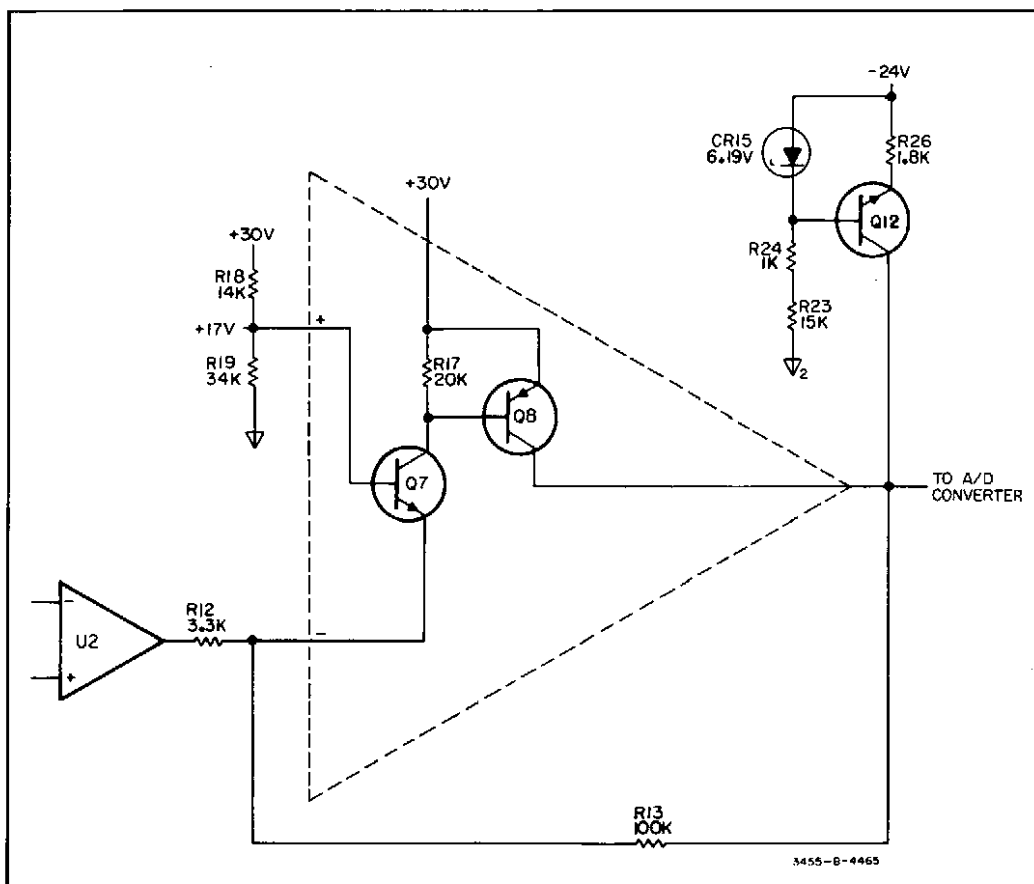 -24V
CR15
6.19V
R26
1.8K
Q12
R24
1K
R23
15K
2
+30V
+30V
R18
14K
+17V
+
R19
34K
R17
20K
Q8
Q7
TO A/D
CONVERTER
R12
3.3K
-
-
U2
+
R13
100K
3455-B-4465